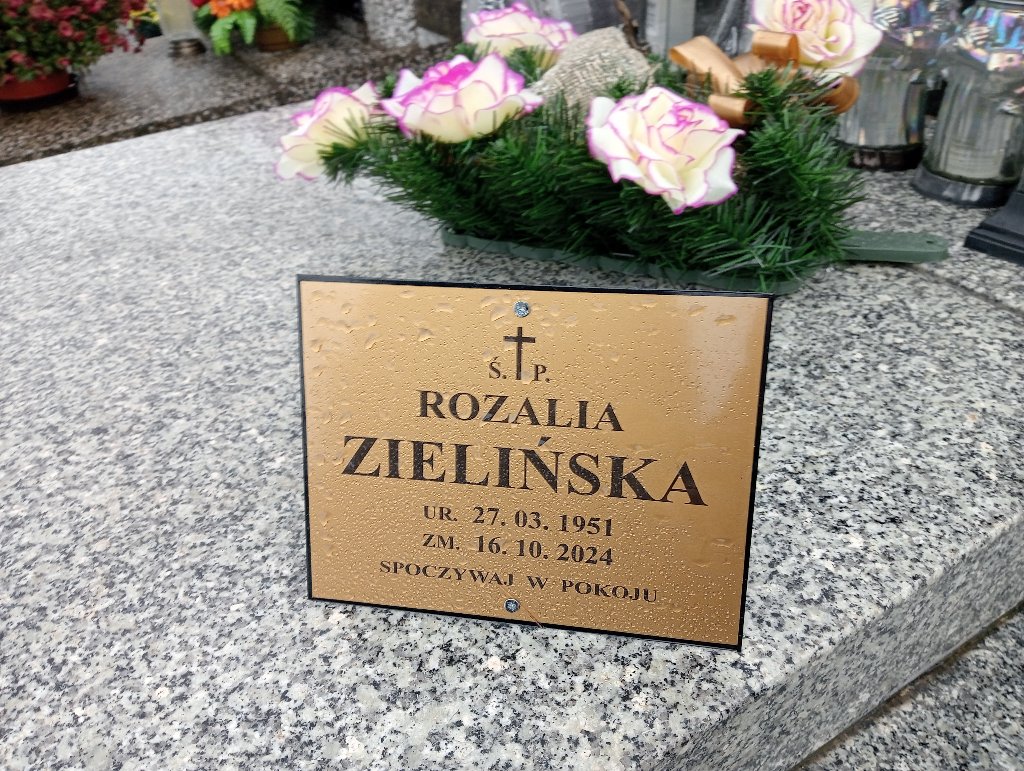 Ś. P.
ROZALIA
ZIELIŃSKA
UR. 27. 03. 1951
ZM. 16. 10. 2024
SPOCZYWAJ W POKOJU